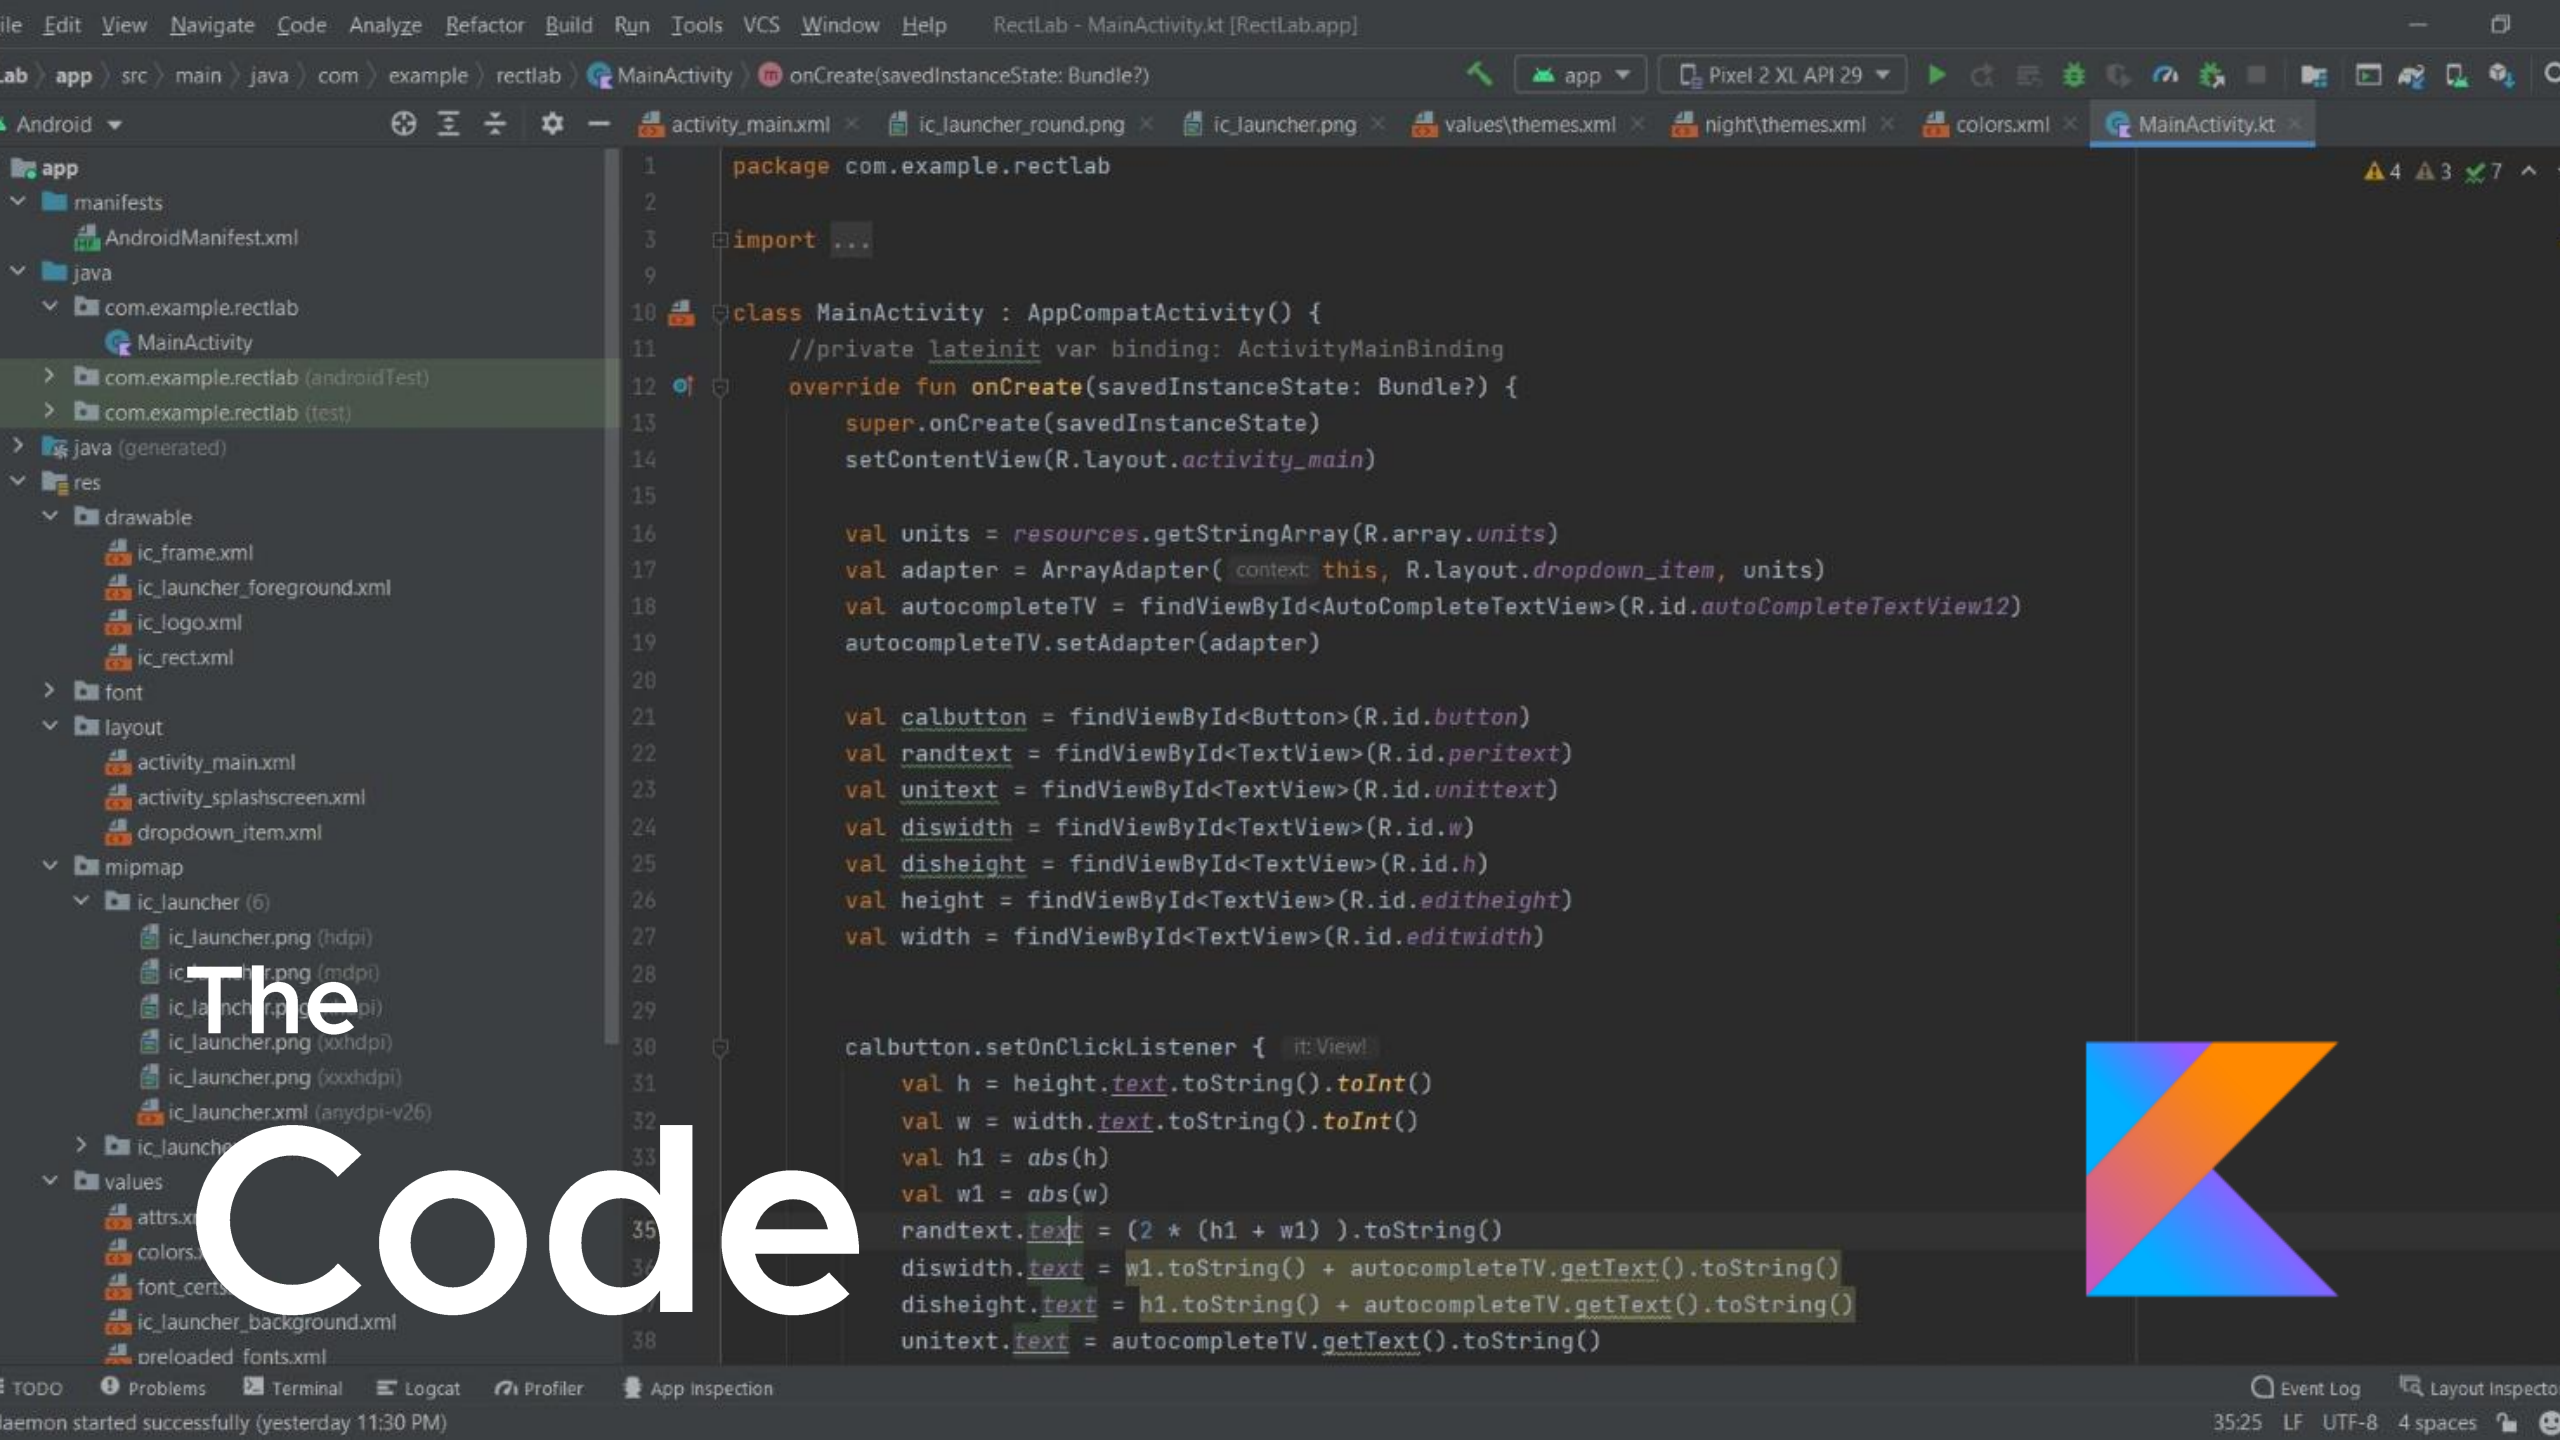 ile Edit View Navigate Code Analyze Refactor Build Run Tools VCS Window Help RectLab - MainActivity.kt [RectLab.app]
Lab app src main java com example rectlab MainActivity onCreate(savedInstanceState: Bundle?) app Pixel 2 XL API 29
Android activity_main.xml ic_launcher_round.png ic_launcher.png values\themes.xml night\themes.xml colors.xml MainActivity.kt
4 3 7
app
manifests
AndroidManifest.xml
java
com.example.rectlab
MainActivity
com.example.rectlab (androidTest)
com.example.rectlab (test)
java (generated)
res
drawable
ic_frame.xml
ic_launcher_foreground.xml
ic_logo.xml
ic_rect.xml
font
layout
activity_main.xml
activity_splashscreen.xml
dropdown_item.xml
mipmap
ic_launcher (6)
ic_launcher.png (hdpi)
ic_launcher.png (mdpi)
ic_launcher.png
ic_launcher.png (xxhdpi)
ic_launcher.png (xxxhdpi)
ic_launcher.xml (anydpi-v26)
values
colors.
ic_launcher_background.xml
preloaded_fonts.xml
1 package com.example.rectlab
2
3 import ...
9
10 class MainActivity : AppCompatActivity() {
11 //private lateinit var binding: ActivityMainBinding
12 override fun onCreate(savedInstanceState: Bundle?) {
13 super.onCreate(savedInstanceState)
14 setContentView(R.layout.activity_main)
15
16 val units = resources.getStringArray(R.array.units)
17 val adapter = ArrayAdapter( context: this, R.layout.dropdown_item, units)
18 val autocompleteTV = findViewById<AutoCompleteTextView>(R.id.autoCompleteTextView12)
19 autocompleteTV.setAdapter(adapter)
20
21 val calbutton = findViewById<Button>(R.id.button)
22 val randtext = findViewById<TextView>(R.id.peritext)
23 val unitext = findViewById<TextView>(R.id.unittext)
24 val diswidth = findViewById<TextView>(R.id.w)
25 val disheight = findViewById<TextView>(R.id.h)
26 val height = findViewById<TextView>(R.id.editheight)
27 val width = findViewById<TextView>(R.id.editwidth)
28
29
30 calbutton.setOnClickListener { it: View!
31 val h = height.text.toString().toInt()
32 val w = width.text.toString().toInt()
33 val h1 = abs(h)
val w1 = abs(w)
35 randtext.text = (2 * (h1 + w1) ).toString()
diswidth.text = w1.toString() + autocompleteTV.getText().toString()
disheight.text = h1.toString() + autocompleteTV.getText().toString()
38 unitext.text = autocompleteTV.getText().toString()
The
Code
TODO Problems Terminal Logcat Profiler App Inspection Event Log Layout Inspecto
daemon started successfully (yesterday 11:30 PM) 35:25 LF UTF-8 4 spaces